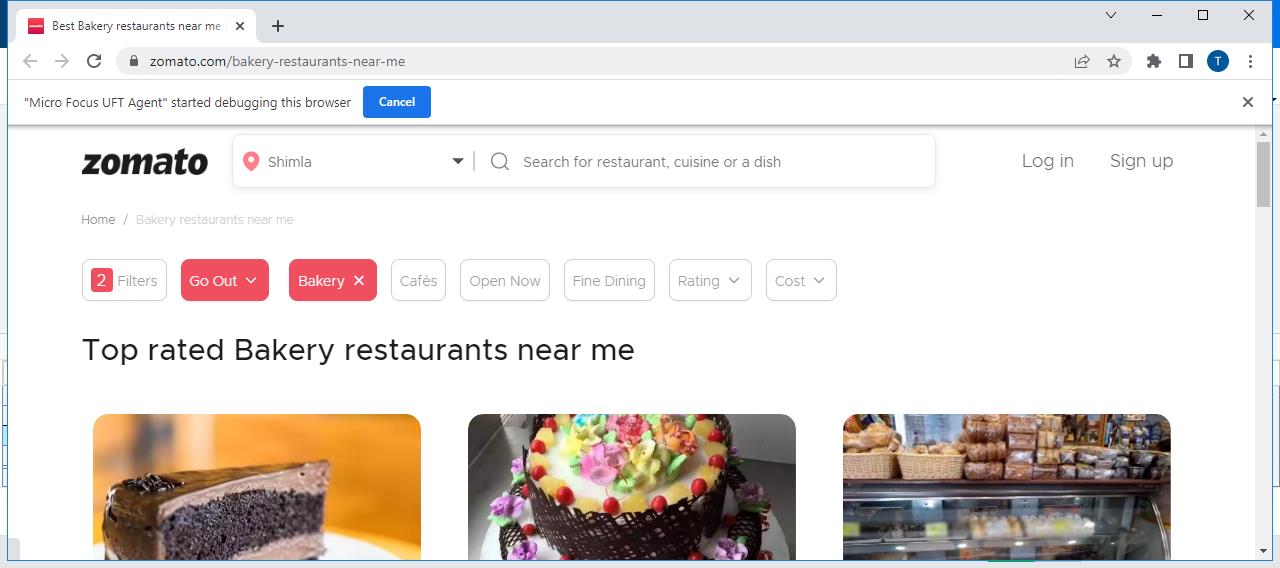 Best Bakery restaurants near me
zomato.com/bakery-restaurants-near-me
T
"Micro Focus UFT Agent" started debugging this browser
Cancel
zomato
Shimla
Search for restaurant, cuisine or a dish
Log in
Sign up
Home / Bakery restaurants near me
2 Filters
Go Out
Bakery
Cafés
Open Now
Fine Dining
Rating
Cost
Top rated Bakery restaurants near me